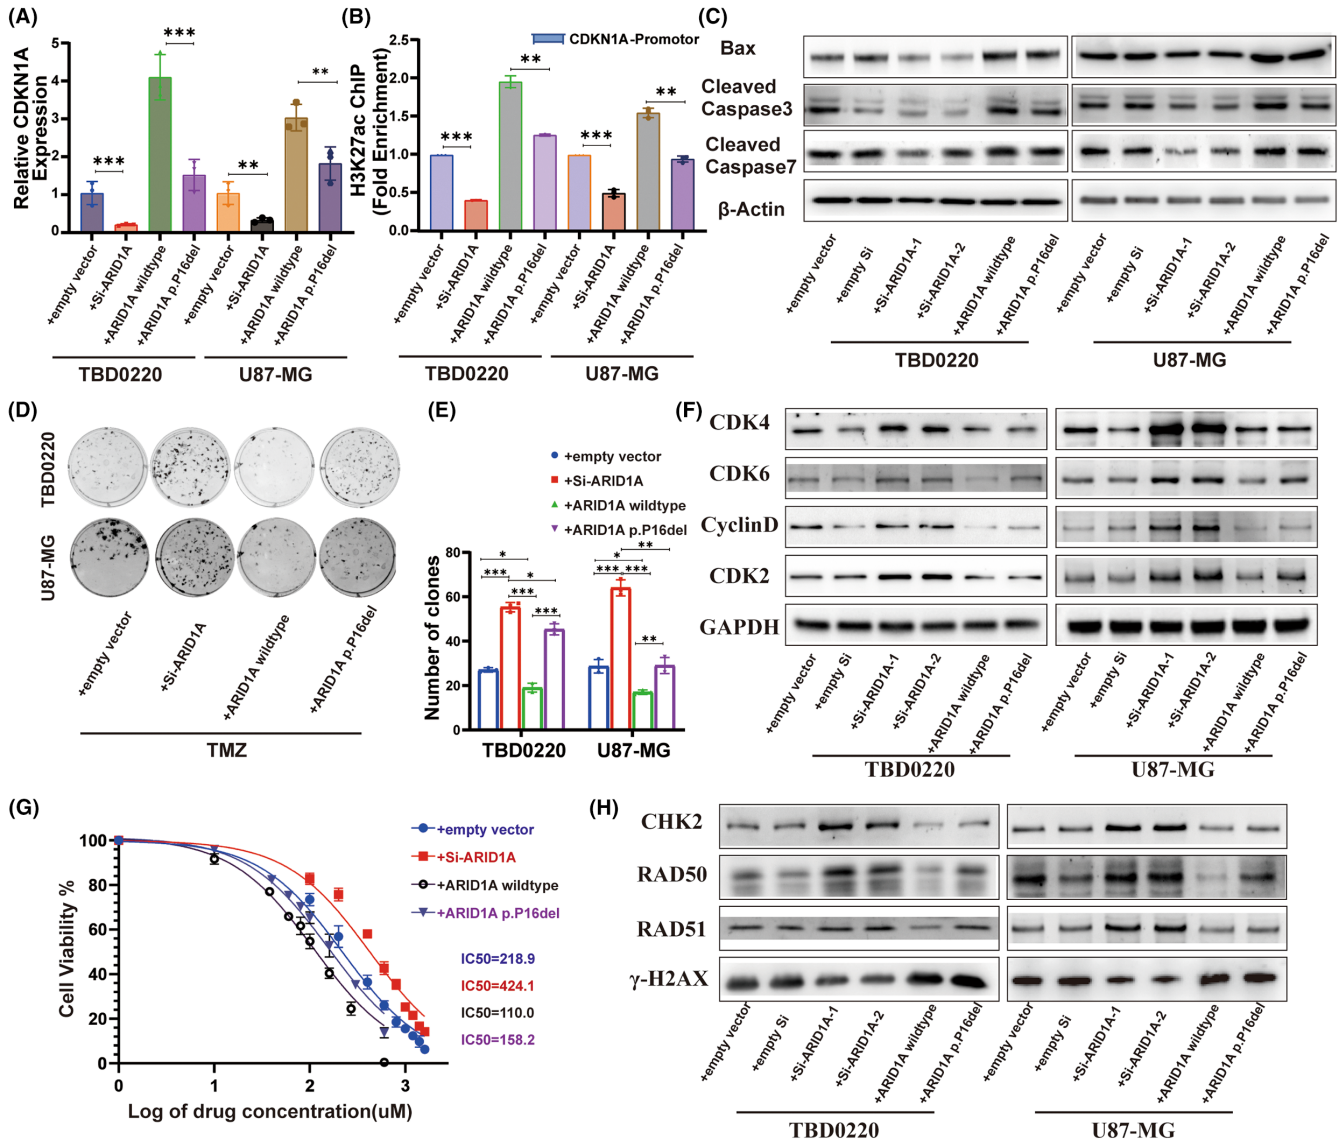 (A)
Relative CDKN1A
Expression
5
4
3
2
1
0
***
***
**
**
+empty vector
+Si-ARID1A
+ARID1A wildtype
+ARID1A p.P16del
+empty vector
+Si-ARID1A
+ARID1A wildtype
+ARID1A p.P16del
TBD0220
U87-MG
(B)
H3K27ac ChIP
(Fold Enrichment)
2.5
2.0
1.5
1.0
0.5
0.0
CDKN1A-Promotor
***
**
***
**
+empty vector
+Si-ARID1A
+ARID1A wildtype
+ARID1A p.P16del
+empty vector
+Si-ARID1A
+ARID1A wildtype
+ARID1A p.P16del
TBD0220
U87-MG
(C)
Bax
Cleaved
Caspase3
Cleaved
Caspase7
β-Actin
+empty vector
+empty Si
+Si-ARID1A-1
+Si-ARID1A-2
+ARID1A wildtype
+ARID1A p.P16del
+empty vector
+empty Si
+Si-ARID1A-1
+Si-ARID1A-2
+ARID1A wildtype
+ARID1A p.P16del
TBD0220
U87-MG
(D)
TBD0220
U87-MG
+empty vector
+Si-ARID1A
+ARID1A wildtype
+ARID1A p.P16del
TMZ
(E)
+empty vector
+Si-ARID1A
+ARID1A wildtype
+ARID1A p.P16del
Number of clones
80
60
40
20
0
*
***
*
***
***
**
*
***
***
**
TBD0220
U87-MG
(F)
CDK4
CDK6
CyclinD
CDK2
GAPDH
+empty vector
+empty Si
+Si-ARID1A-1
+Si-ARID1A-2
+ARID1A wildtype
+ARID1A p.P16del
+empty vector
+empty Si
+Si-ARID1A-1
+Si-ARID1A-2
+ARID1A wildtype
+ARID1A p.P16del
TBD0220
U87-MG
(G)
Cell Viability %
100
80
60
40
20
0
0
1
2
3
Log of drug concentration(uM)
+empty vector
+Si-ARID1A
+ARID1A wildtype
+ARID1A p.P16del
IC50=218.9
IC50=424.1
IC50=110.0
IC50=158.2
(H)
CHK2
RAD50
RAD51
γ-H2AX
+empty vector
+empty Si
+Si-ARID1A-1
+Si-ARID1A-2
+ARID1A wildtype
+ARID1A p.P16del
+empty vector
+empty Si
+Si-ARID1A-1
+Si-ARID1A-2
+ARID1A wildtype
+ARID1A p.P16del
TBD0220
U87-MG